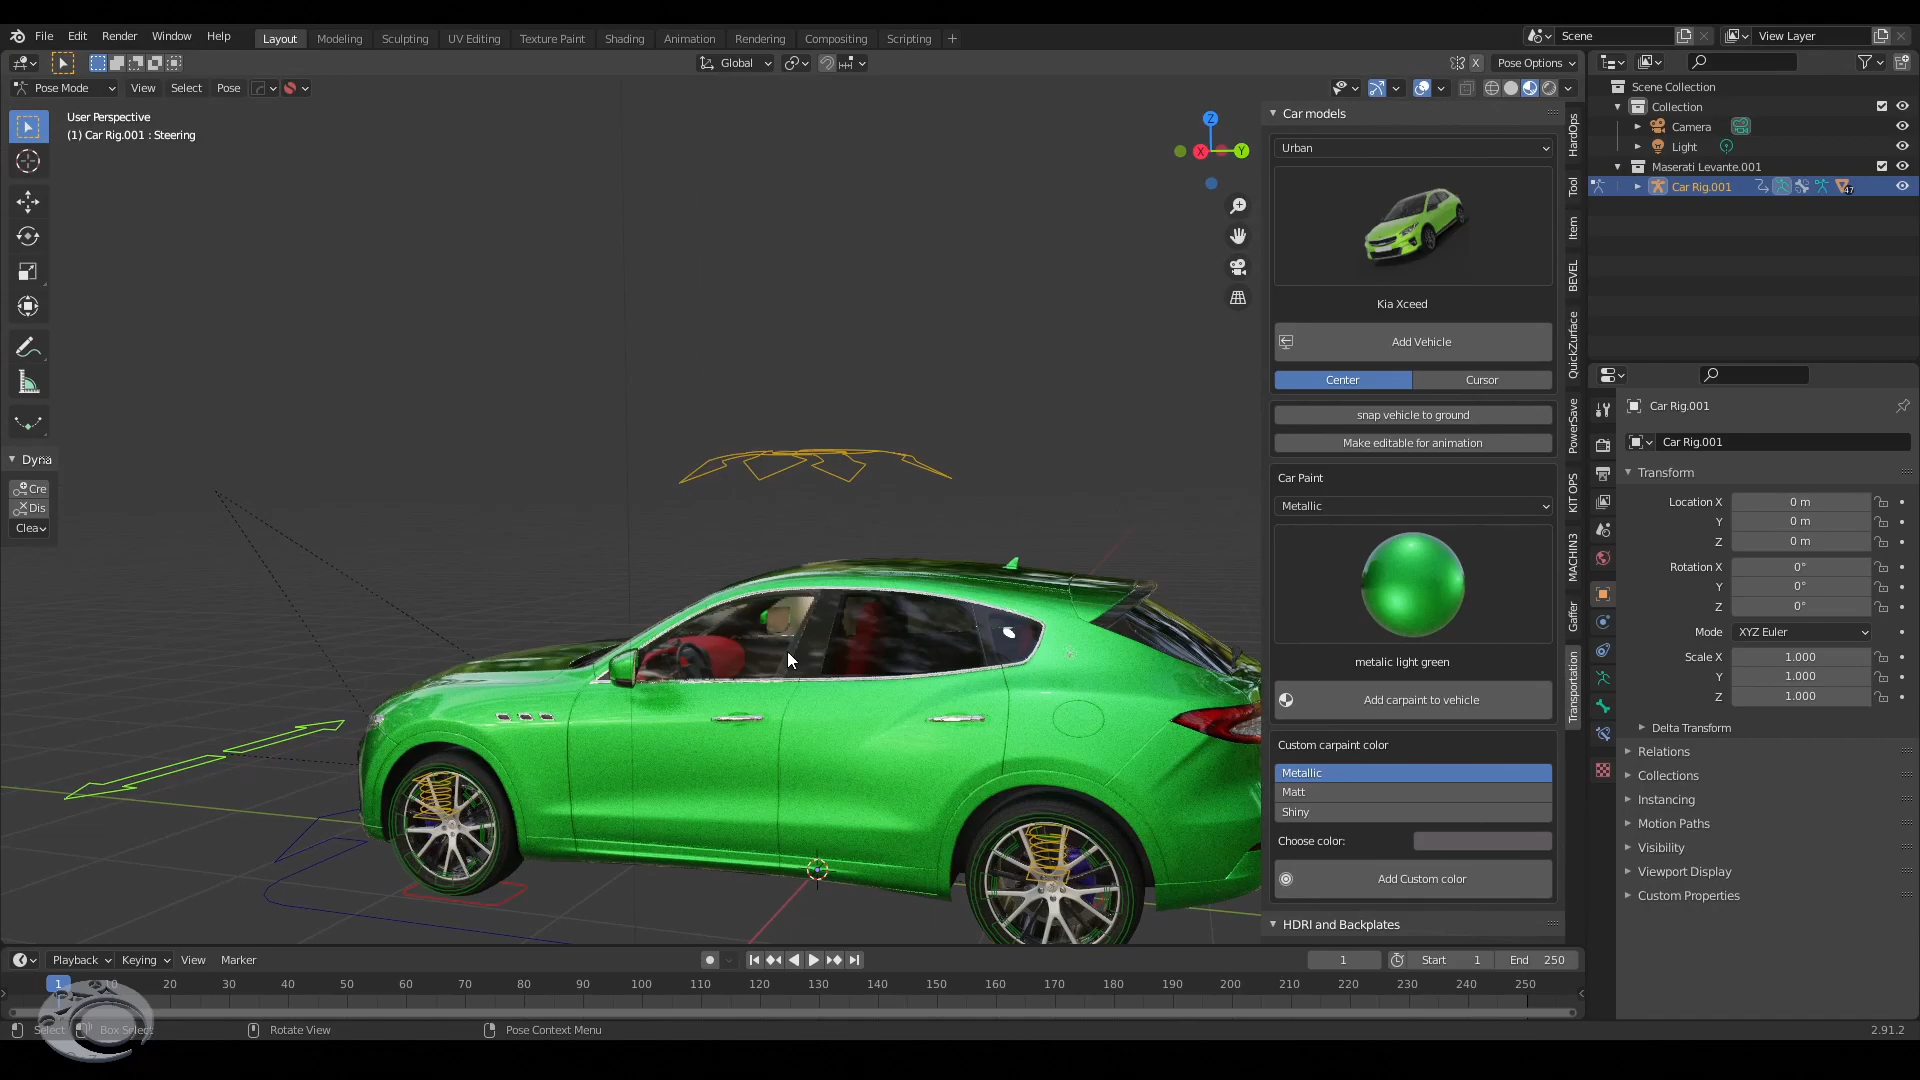 File Edit Render Window Help Layout Modeling Sculpting UV Editing Texture Paint Shading Animation Rendering Compositing Scripting + Scene View Layer
Global X Pose Options
Pose Mode View Select Pose
User Perspective
(1) Car Rig.001 : Steering
Z
X Y
Dyna
Cre
Dis
Clea
Car models
Urban
Kia Xceed
Add Vehicle
Center Cursor
snap vehicle to ground
Make editable for animation
Car Paint
Metallic
metalic light green
Add carpaint to vehicle
Custom carpaint color
Metallic
Matt
Shiny
Choose color:
Add Custom color
HDRI and Backplates
HardOps
Tool
Item
BEVEL
QuickZurface
PowerSave
KIT OPS
MACHIN3
Gaffer
Transportation
Scene Collection
Collection
Camera
Light
Maserati Levante.001
Car Rig.001 47
Car Rig.001
Car Rig.001
Transform
Location X 0 m
Y 0 m
Z 0 m
Rotation X 0°
Y 0°
Z 0°
Mode XYZ Euler
Scale X 1.000
Y 1.000
Z 1.000
Delta Transform
Relations
Collections
Instancing
Motion Paths
Visibility
Viewport Display
Custom Properties
Playback Keying View Marker 1 Start 1 End 250
1 10 20 30 40 50 60 70 80 90 100 110 120 130 140 150 160 170 180 190 200 210 220 230 240 250
Select Box Select Rotate View Pose Context Menu 2.91.2